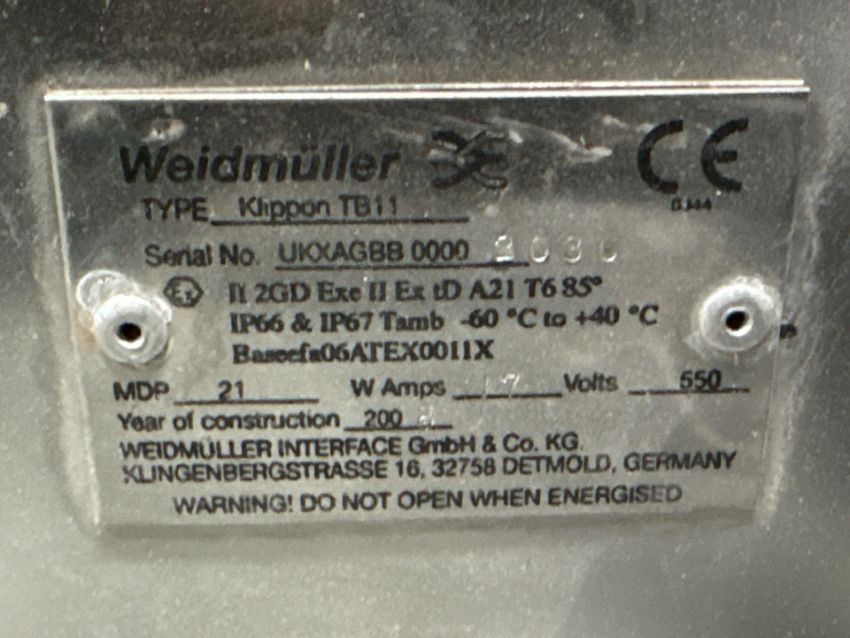 Weidmüller CE
TYPE Klippon TB11
Serial No. UKXAGBB 0000
II 2GD Exe II Ex tD A21 T6 85°
IP66 & IP67 Tamb -60 °C to +40 °C
Baseefa06ATEX0011X
MDP 21 W Amps 17 Volts 550
Year of construction 200
WEIDMÜLLER INTERFACE GmbH & Co. KG.
KLINGENBERGSTRASSE 16, 32758 DETMOLD, GERMANY
WARNING! DO NOT OPEN WHEN ENERGISED